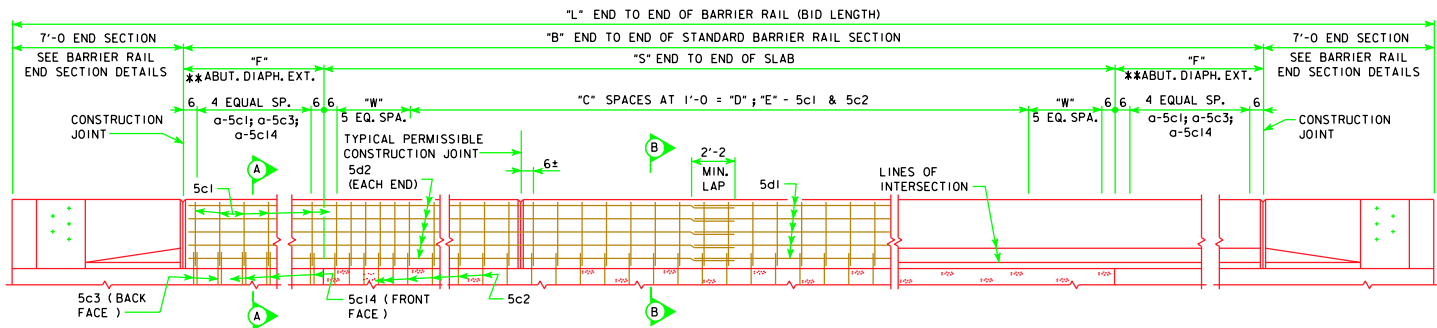 "L" END TO END OF BARRIER RAIL (BID LENGTH)
7'-0 END SECTION
"B" END TO END OF STANDARD BARRIER RAIL SECTION
7'-0 END SECTION
SEE BARRIER RAIL
END SECTION DETAILS
"F"
**ABUT. DIAPH. EXT.
"S" END TO END OF SLAB
"F"
**ABUT. DIAPH. EXT.
SEE BARRIER RAIL
END SECTION DETAILS
6
4 EQUAL SP.
6
6
"W"
5 EQ. SPA.
"C" SPACES AT 1'-0 = "D"; "E" - 5c1 & 5c2
"W"
5 EQ. SPA.
6
6
4 EQUAL SP.
6
a-5c1; a-5c3;
a-5c14
a-5c1; a-5c3;
a-5c14
CONSTRUCTION
JOINT
CONSTRUCTION
JOINT
TYPICAL PERMISSIBLE
CONSTRUCTION JOINT
5d2
(EACH END)
6±
A
B
2'-2
MIN.
LAP
5c1
5d1
LINES OF
INTERSECTION
5c3 (BACK
FACE )
A
5c14 (FRONT
FACE )
5c2
B